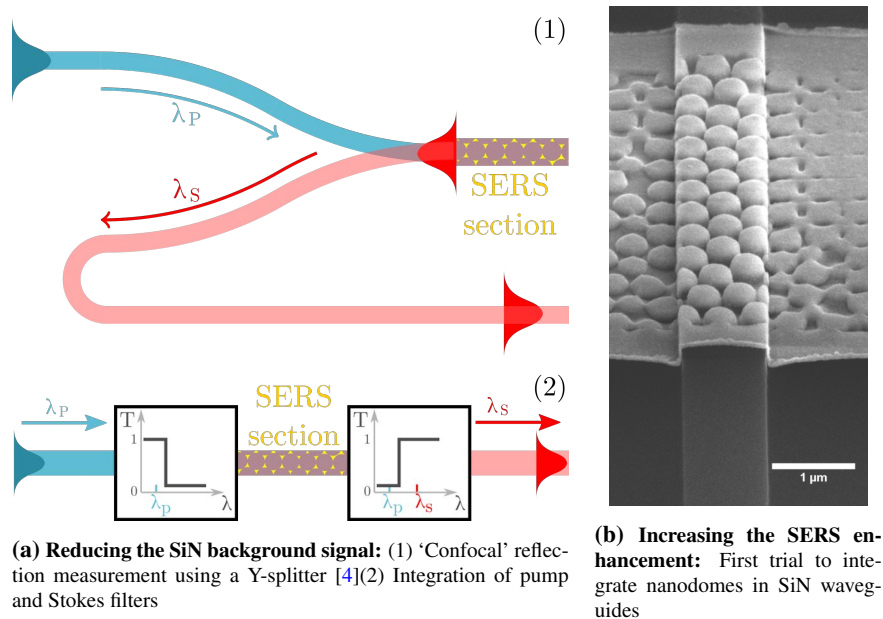 (1)
λP
λS
SERS
section
(2)
λP
T
1
0
λp
λ
SERS
section
T
1
0
λp
λs
λ
λS
1 µm
(a) Reducing the SiN background signal: (1) ‘Confocal’ reflec-
tion measurement using a Y-splitter [4](2) Integration of pump
and Stokes filters
(b) Increasing the SERS en-
hancement: First trial to inte-
grate nanodomes in SiN waveg-
uides